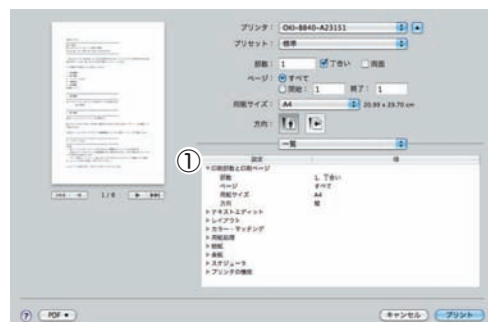 プリンタ： OKI-8840-A23151
プリセット： 標準
部数： 1 丁合い 両面
ページ： すべて
開始： 1 終了： 1
用紙サイズ： A4 20.99 x 29.70 cm
方向：
一覧
①
設定 値
印刷部数と印刷ページ
部数 1, 丁合い
ページ すべて
用紙サイズ A4
方向 縦
テキストエディット
レイアウト
カラー・マッチング
用紙処理
給紙
表紙
スケジューラ
プリンタの機能
1/6
? PDF キャンセル プリント